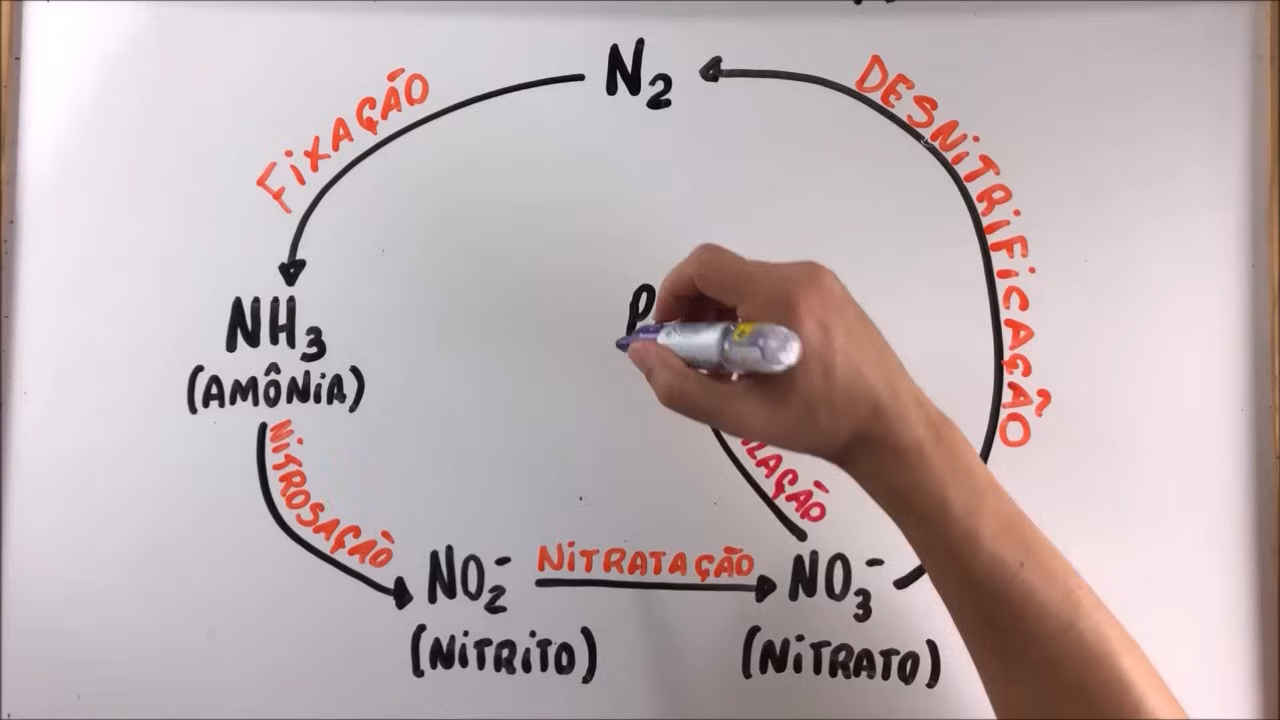 N₂
DESNITRIFICAÇÃO
FIXAÇÃO
NH₃
(AMÔNIA)
NITROSAÇÃO
NO₂⁻
NITRATAÇÃO
NO₃⁻
(NITRITO)
(NITRATO)
P